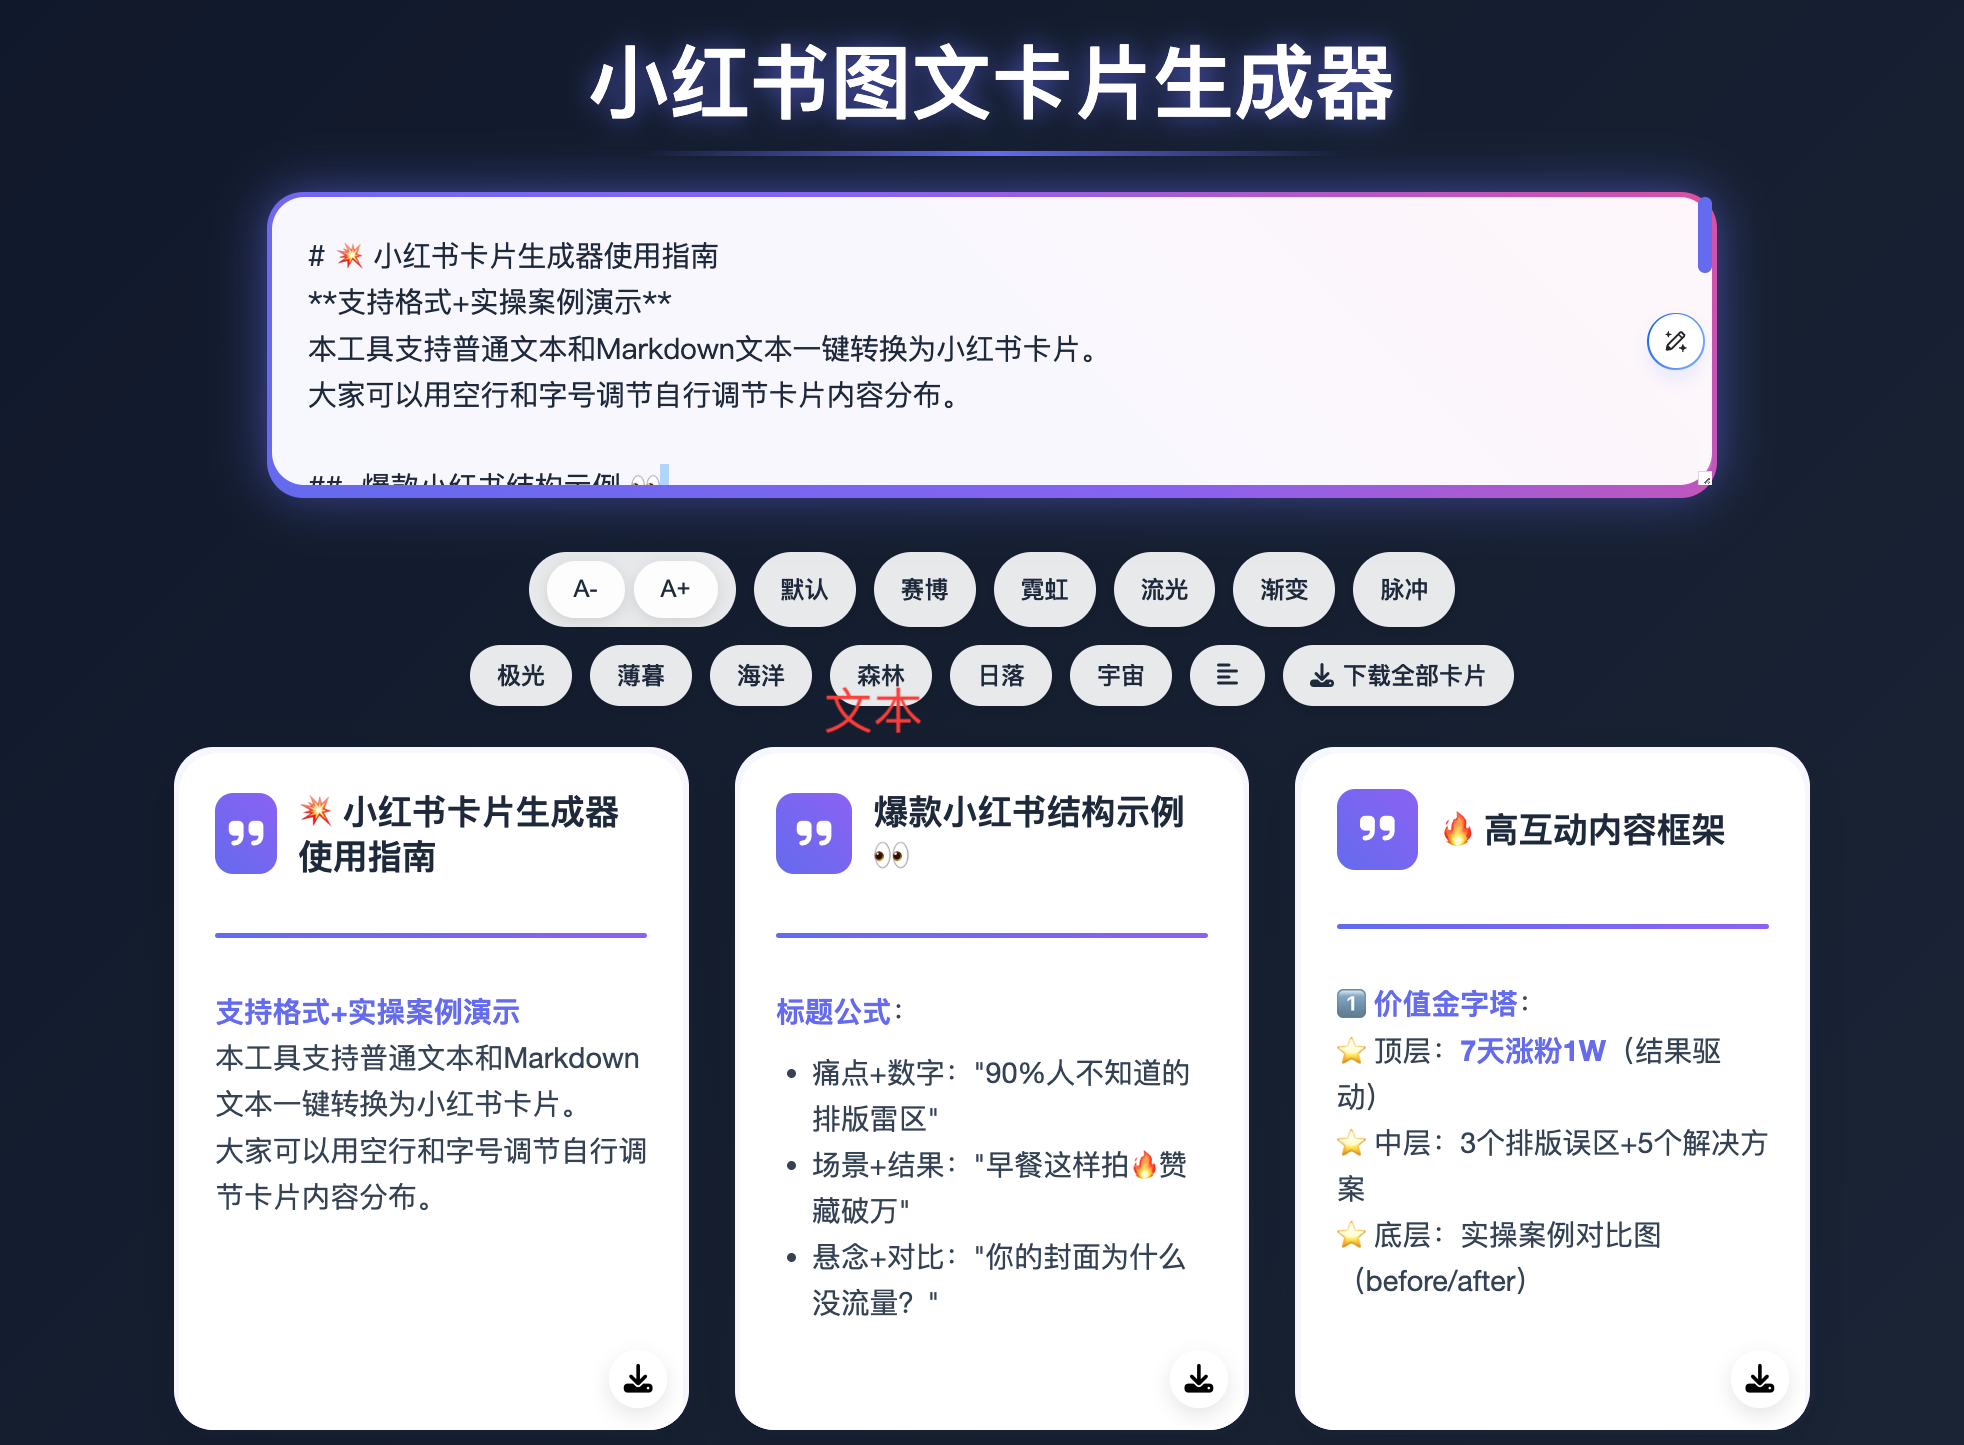 小红书图文卡片生成器
# 💥 小红书卡片生成器使用指南
**支持格式+实操案例演示**
本工具支持普通文本和Markdown文本一键转换为小红书卡片。
大家可以用空行和字号调节自行调节卡片内容分布。
## 爆款小红书结构示例 👀
A- A+ 默认 赛博 霓虹 流光 渐变 脉冲
极光 薄暮 海洋 森林 日落 宇宙 下载全部卡片
文本
💥 小红书卡片生成器
使用指南
支持格式+实操案例演示
本工具支持普通文本和Markdown
文本一键转换为小红书卡片。
大家可以用空行和字号调节自行调
节卡片内容分布。
爆款小红书结构示例
👀
标题公式：
• 痛点+数字："90%人不知道的
排版雷区"
• 场景+结果："早餐这样拍🔥赞
藏破万"
• 悬念+对比："你的封面为什么
没流量？"
🔥 高互动内容框架
1️⃣ 价值金字塔：
⭐ 顶层：7天涨粉1W（结果驱
动）
⭐ 中层：3个排版误区+5个解决方
案
⭐ 底层：实操案例对比图
（before/after）